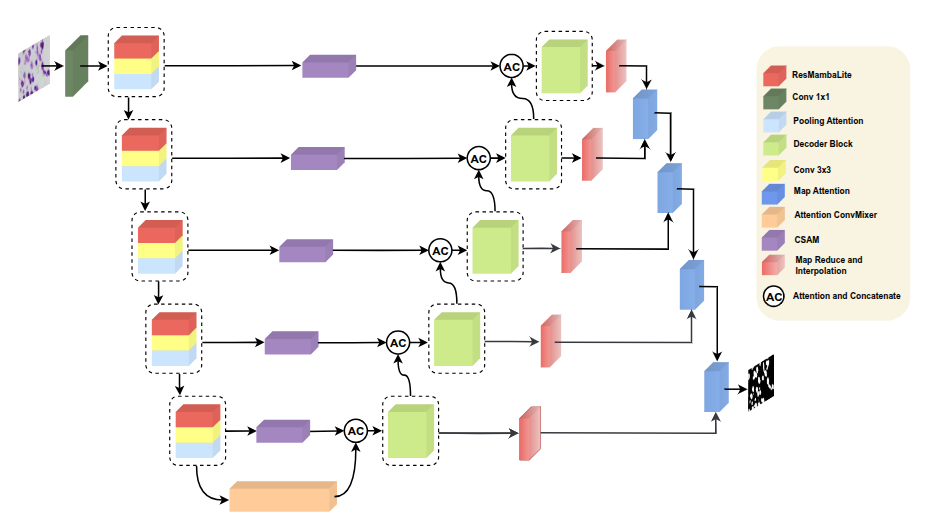 AC
AC
AC
AC
AC
ResMambaLite
Conv 1x1
Pooling Attention
Decoder Block
Conv 3x3
Map Attention
Attention ConvMixer
CSAM
Map Reduce and
Interpolation
AC Attention and Concatenate